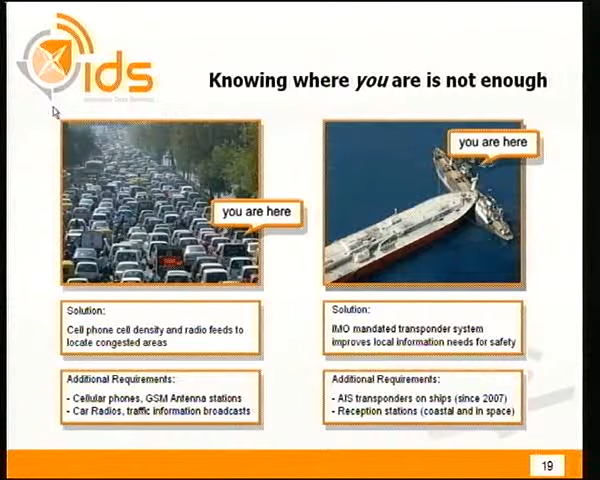 ids
Knowing where you are is not enough
you are here
you are here
Solution:
Cell phone cell density and radio feeds to
locate congested areas
Solution:
IMO mandated transponder system
improves local information needs for safety
Additional Requirements:
- Cellular phones, GSM Antenna stations
- Car Radios, traffic information broadcasts
Additional Requirements:
- AIS transponders on ships (since 2007)
- Reception stations (coastal and in space)
19